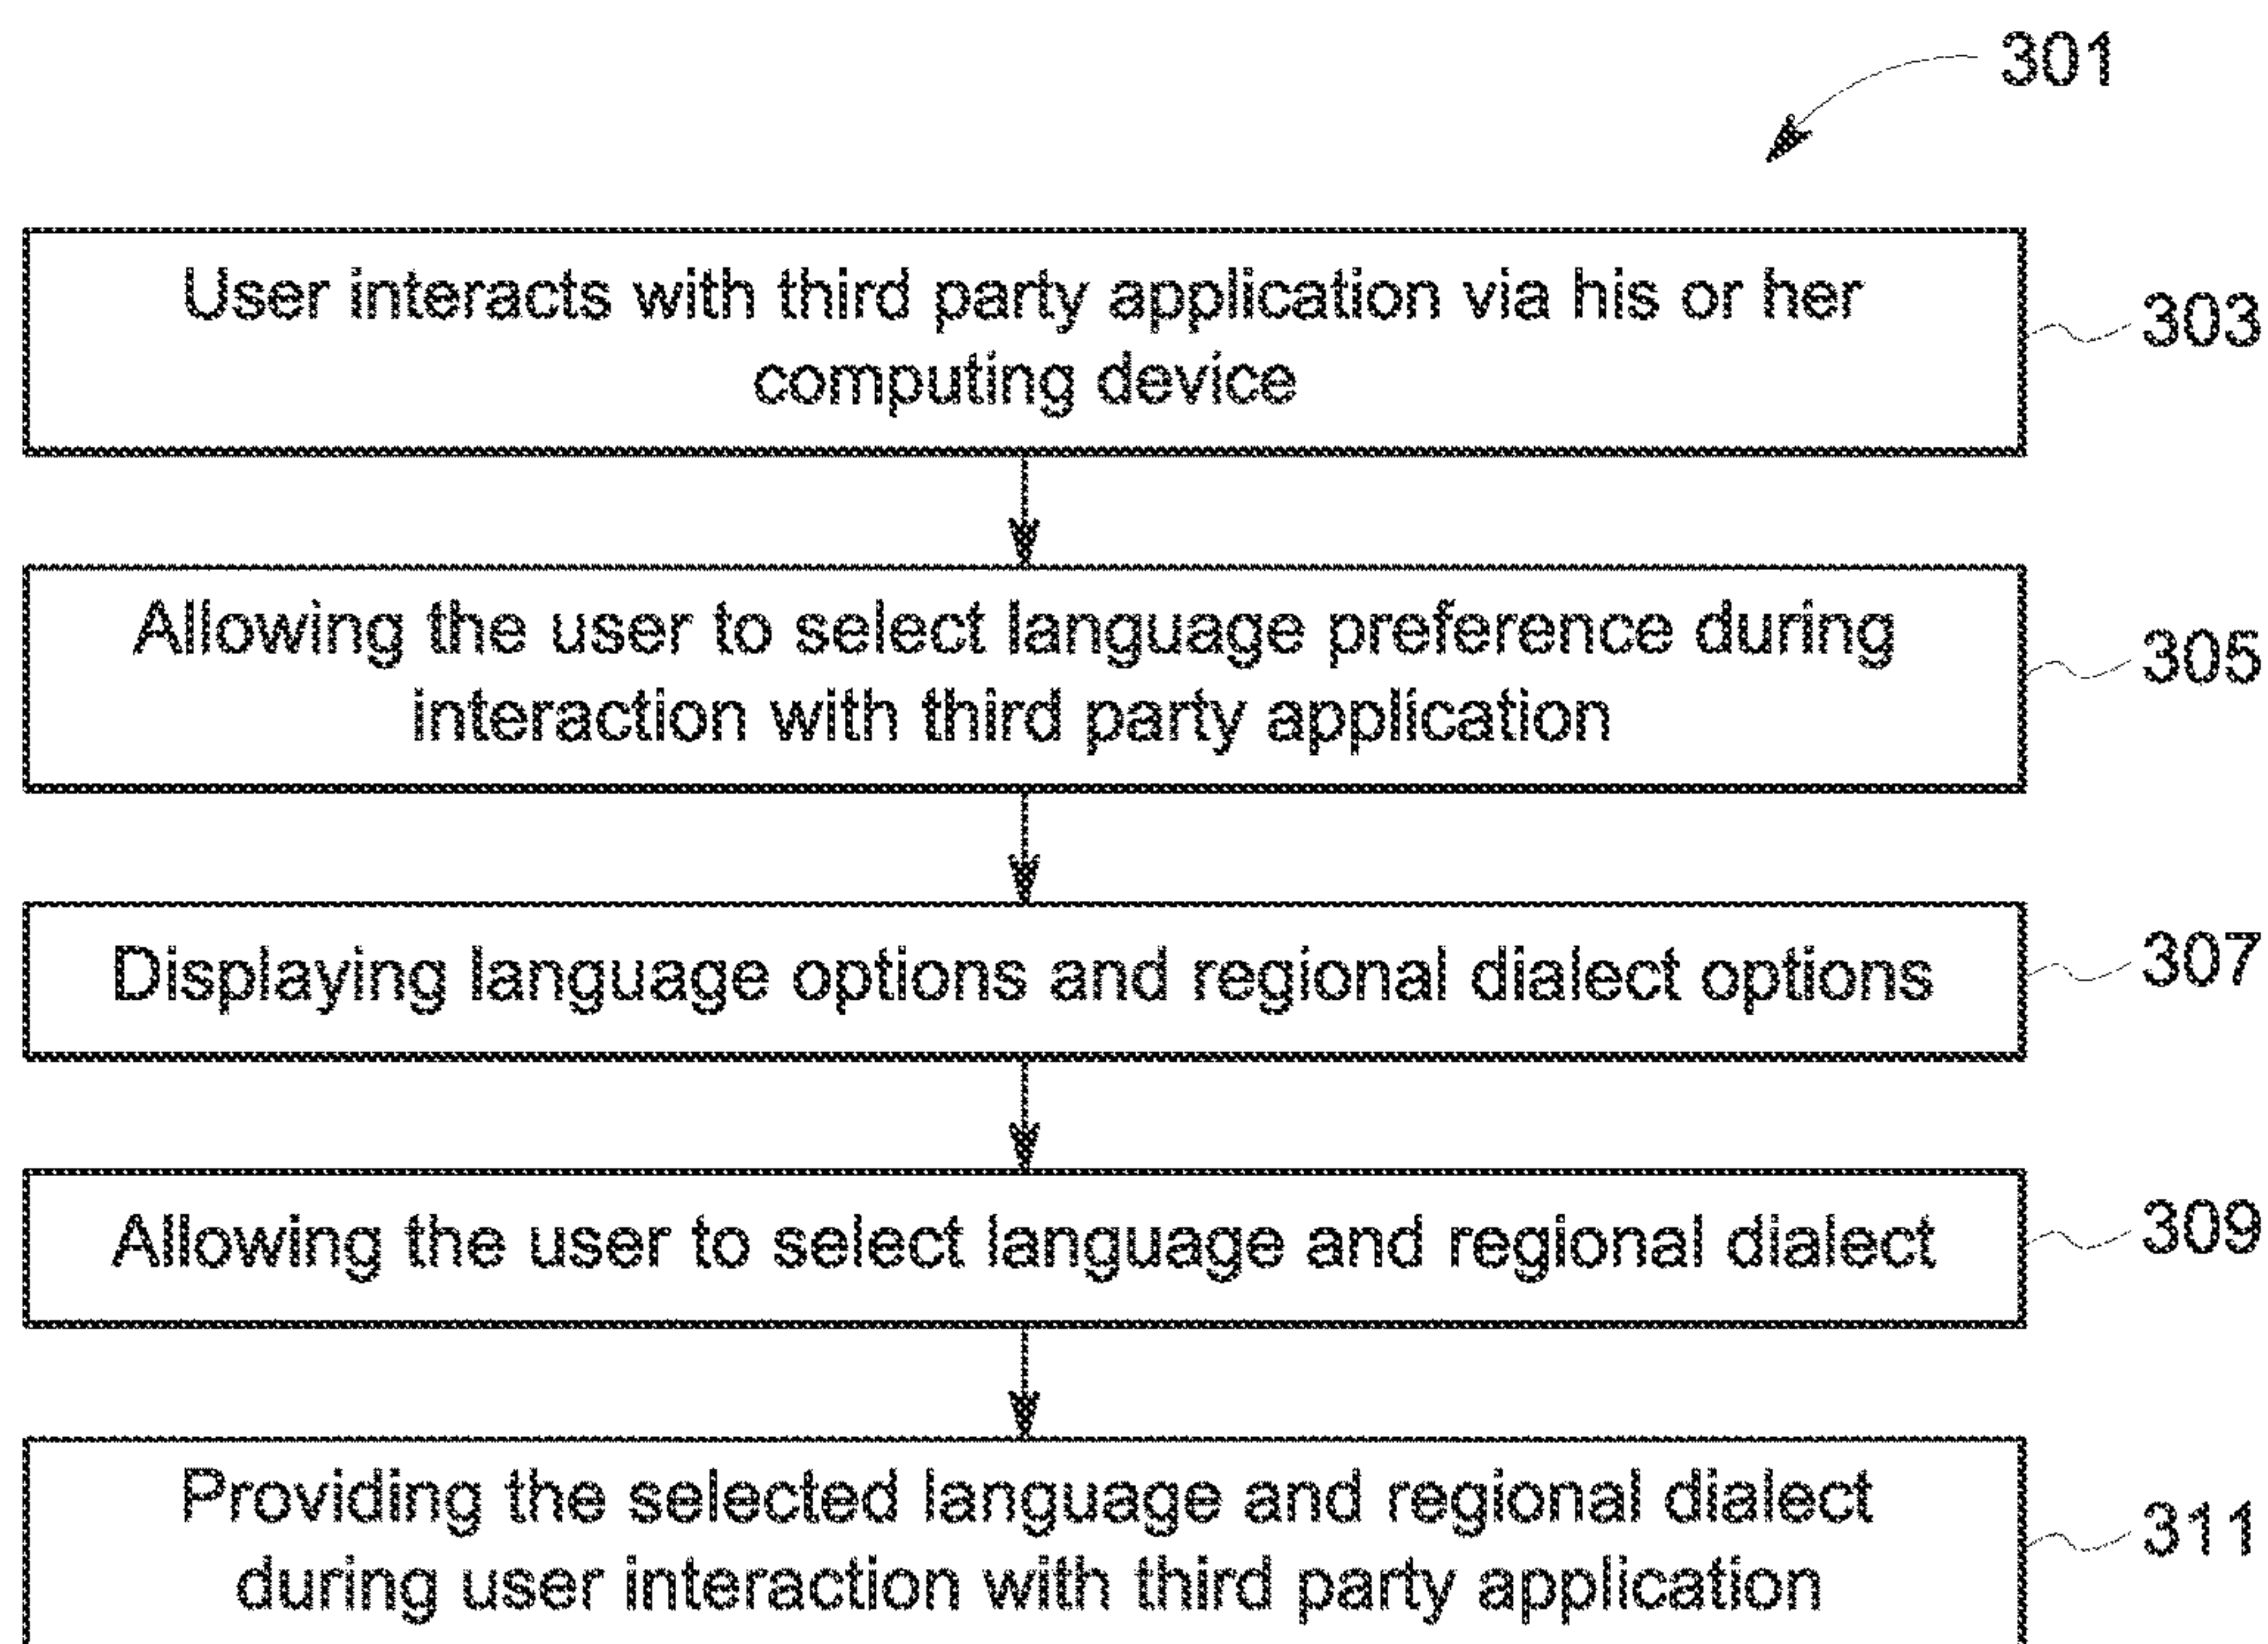 301
User interacts with third party application via his or her
computing device
303
Allowing the user to select language preference during
interaction with third party application
305
Displaying language options and regional dialect options
307
Allowing the user to select language and regional dialect
309
Providing the selected language and regional dialect
during user interaction with third party application
311